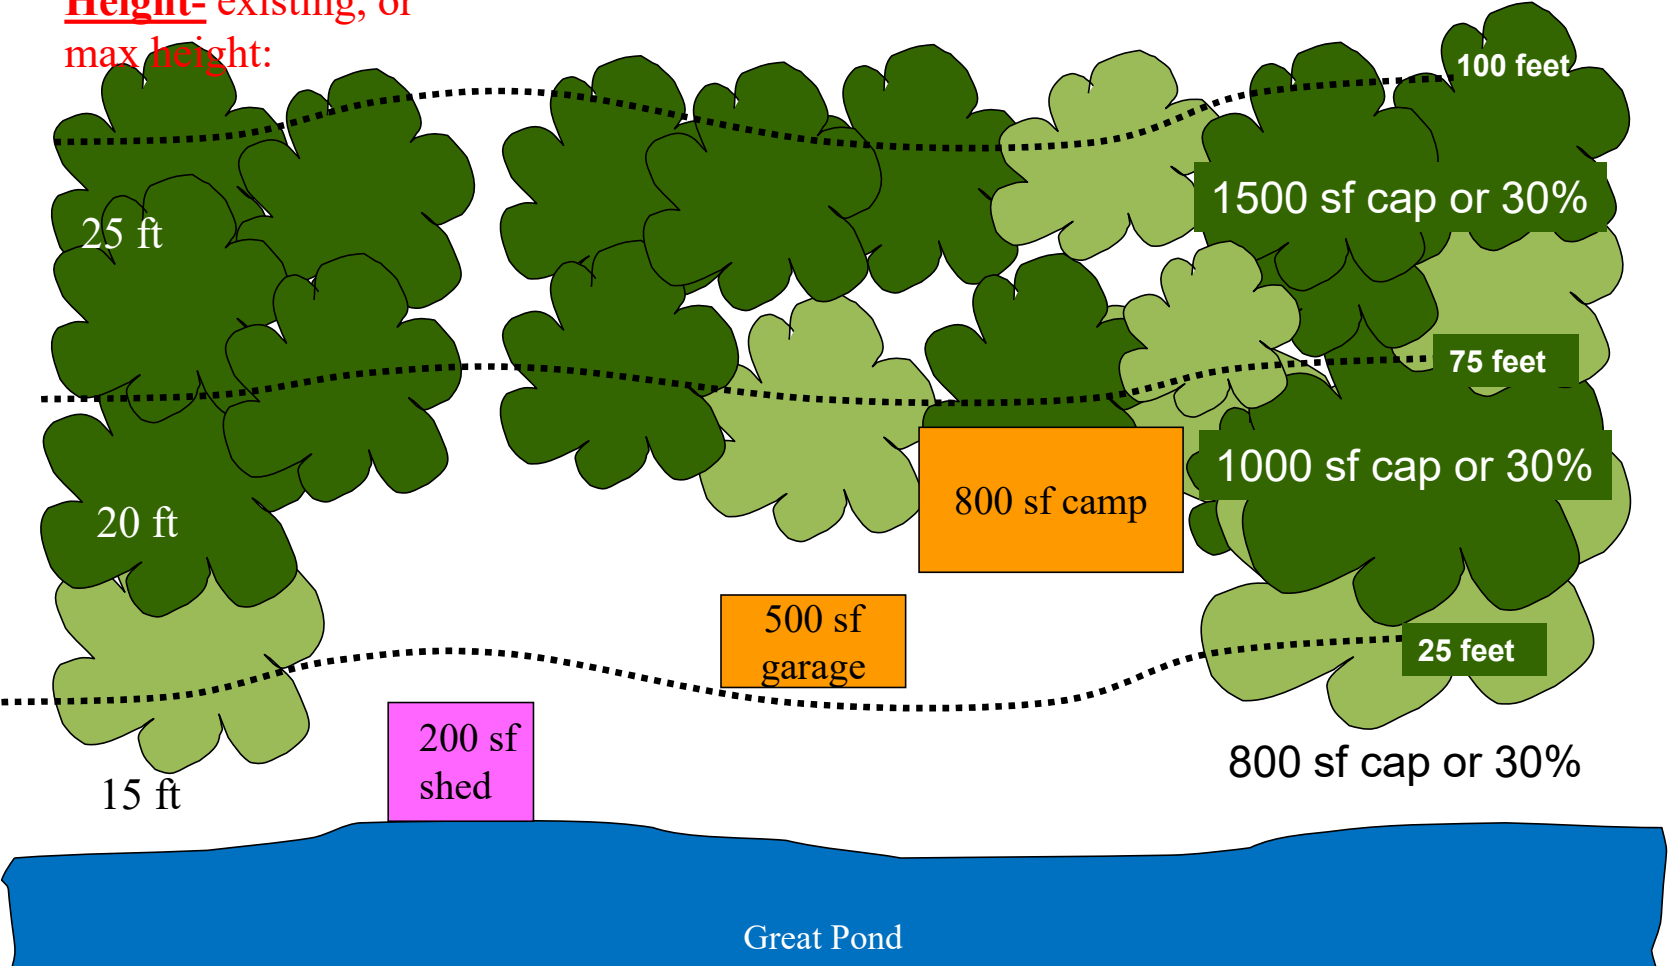 Height- existing, or
max height:
100 feet
1500 sf cap or 30%
25 ft
75 feet
1000 sf cap or 30%
800 sf camp
20 ft
500 sf
garage
25 feet
200 sf
shed
800 sf cap or 30%
15 ft
Great Pond